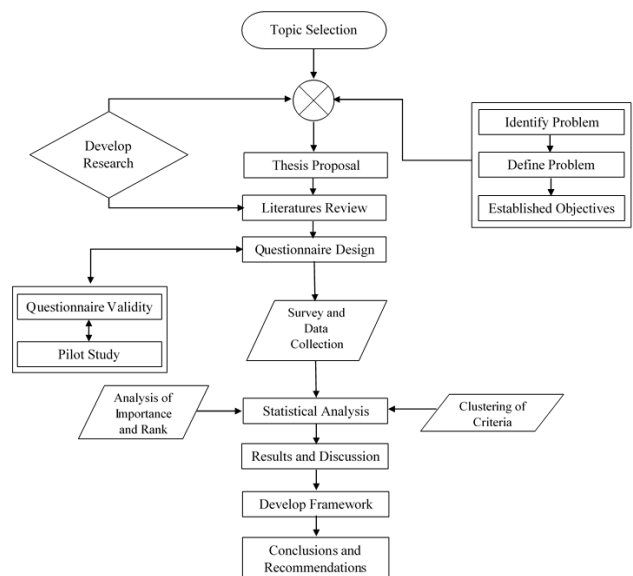 Topic Selection
Identify Problem
Develop
Research
Define Problem
Thesis Proposal
Literatures Review
Established Objectives
Questionnaire Design
Questionnaire Validity
Survey and
Data
Collection
Pilot Study
Analysis of
Importance
and Rank
Statistical Analysis
Clustering of
Criteria
Results and Discussion
Develop Framework
Conclusions and
Recommendations